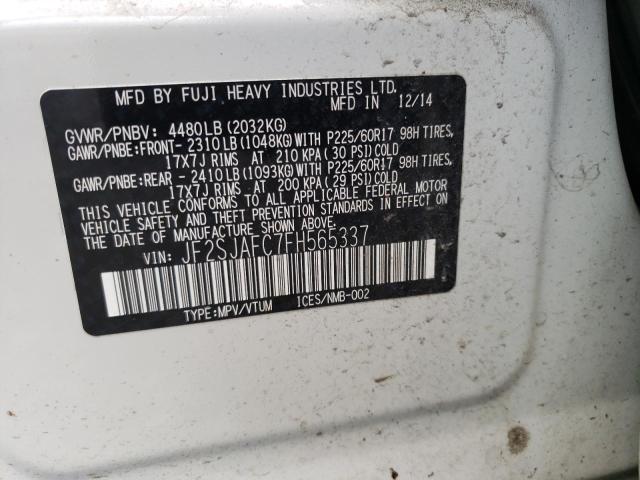 MFD BY FUJI HEAVY INDUSTRIES LTD.
MFD IN 12/14
GVWR/PNBV: 4480LB (2032KG)
GAWR/PNBE:FRONT- 2310LB(1048KG)WITH P225/60R17 98H TIRES,
17X7J RIMS AT 210 KPA( 30 PSI)COLD
GAWR/PNBE:REAR - 2410LB(1093KG)WITH P225/60R17 98H TIRES,
17X7J RIMS AT 200 KPA( 29 PSI)COLD
THIS VEHICLE CONFORMS TO ALL APPLICABLE FEDERAL MOTOR
VEHICLE SAFETY AND THEFT PREVENTION STANDARDS IN EFFECT ON
THE DATE OF MANUFACTURE SHOWN ABOVE.
VIN: JF2SJAEC7FH565337
TYPE:MPV/VTUM ICES/NMB-002